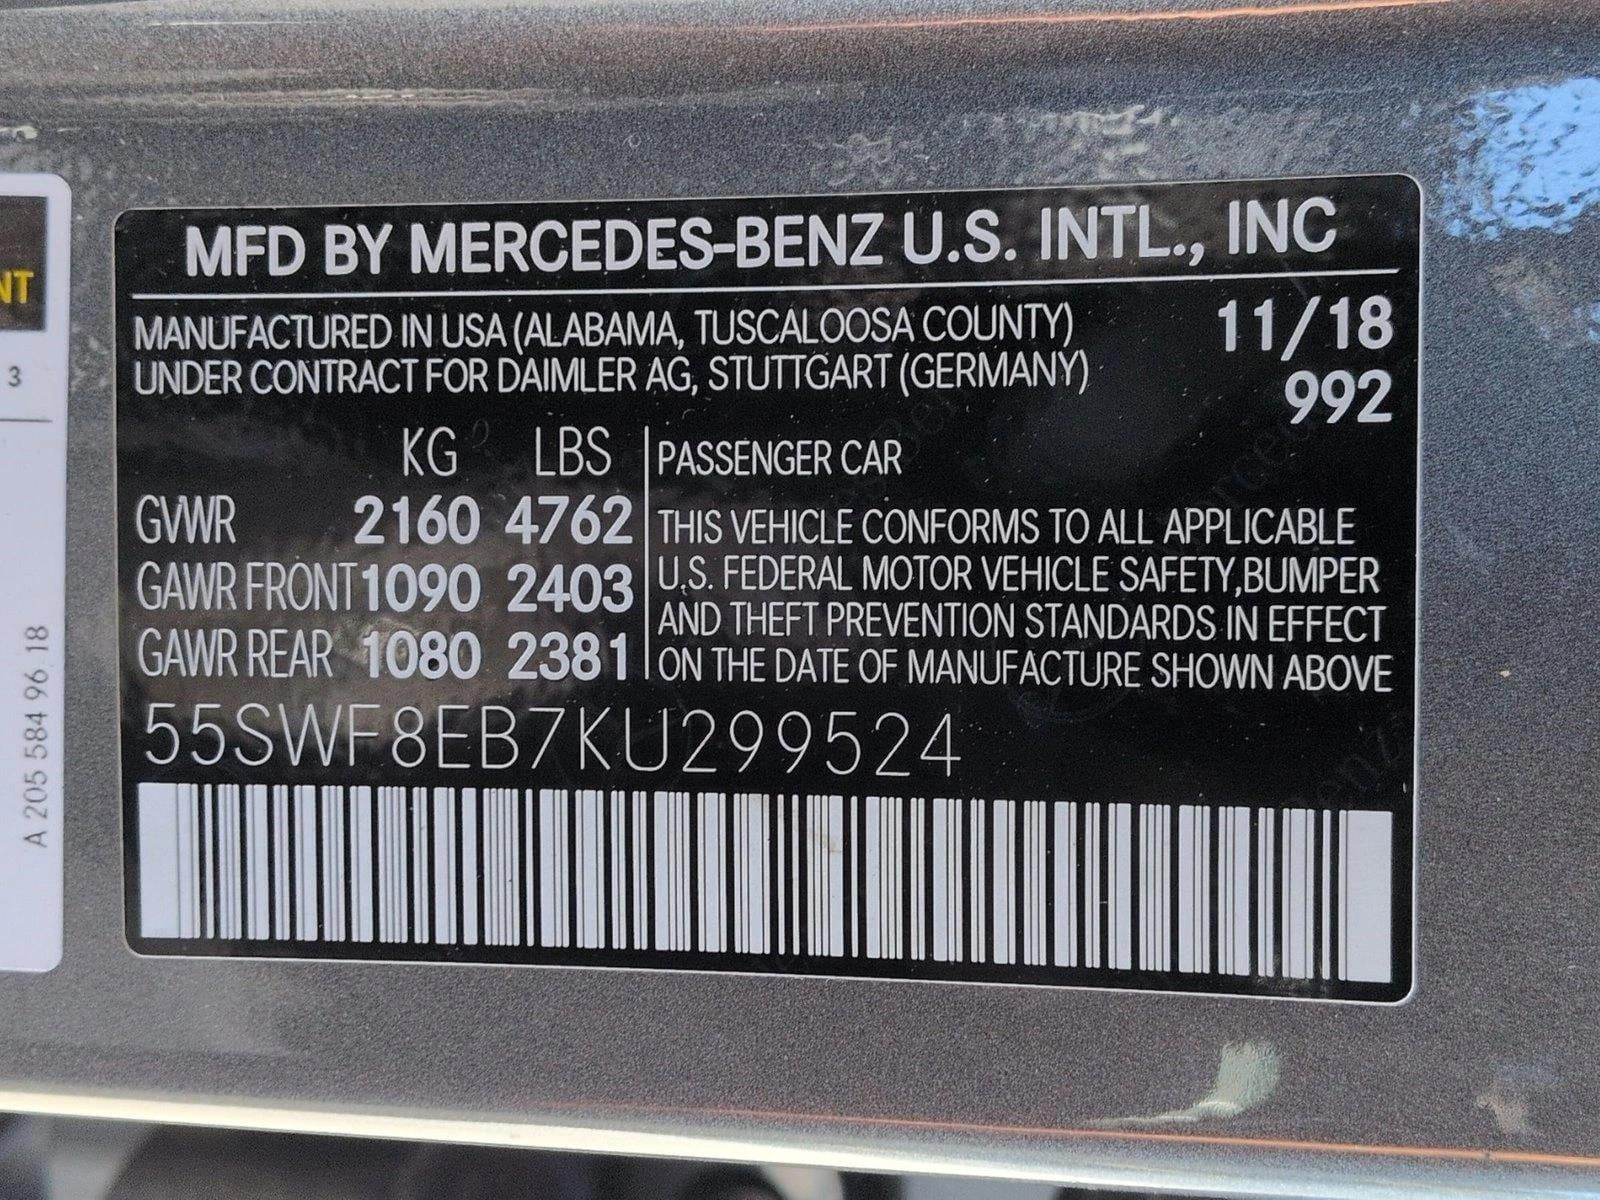 MFD BY MERCEDES-BENZ U.S. INTL., INC
MANUFACTURED IN USA (ALABAMA, TUSCALOOSA COUNTY) 11/18
UNDER CONTRACT FOR DAIMLER AG, STUTTGART (GERMANY) 992
KG LBS
GVWR 2160 4762
GAWR FRONT 1090 2403
GAWR REAR 1080 2381
PASSENGER CAR
THIS VEHICLE CONFORMS TO ALL APPLICABLE
U.S. FEDERAL MOTOR VEHICLE SAFETY,BUMPER
AND THEFT PREVENTION STANDARDS IN EFFECT
ON THE DATE OF MANUFACTURE SHOWN ABOVE
55SWF8EB7KU299524
NT
3
A 205 584 96 18